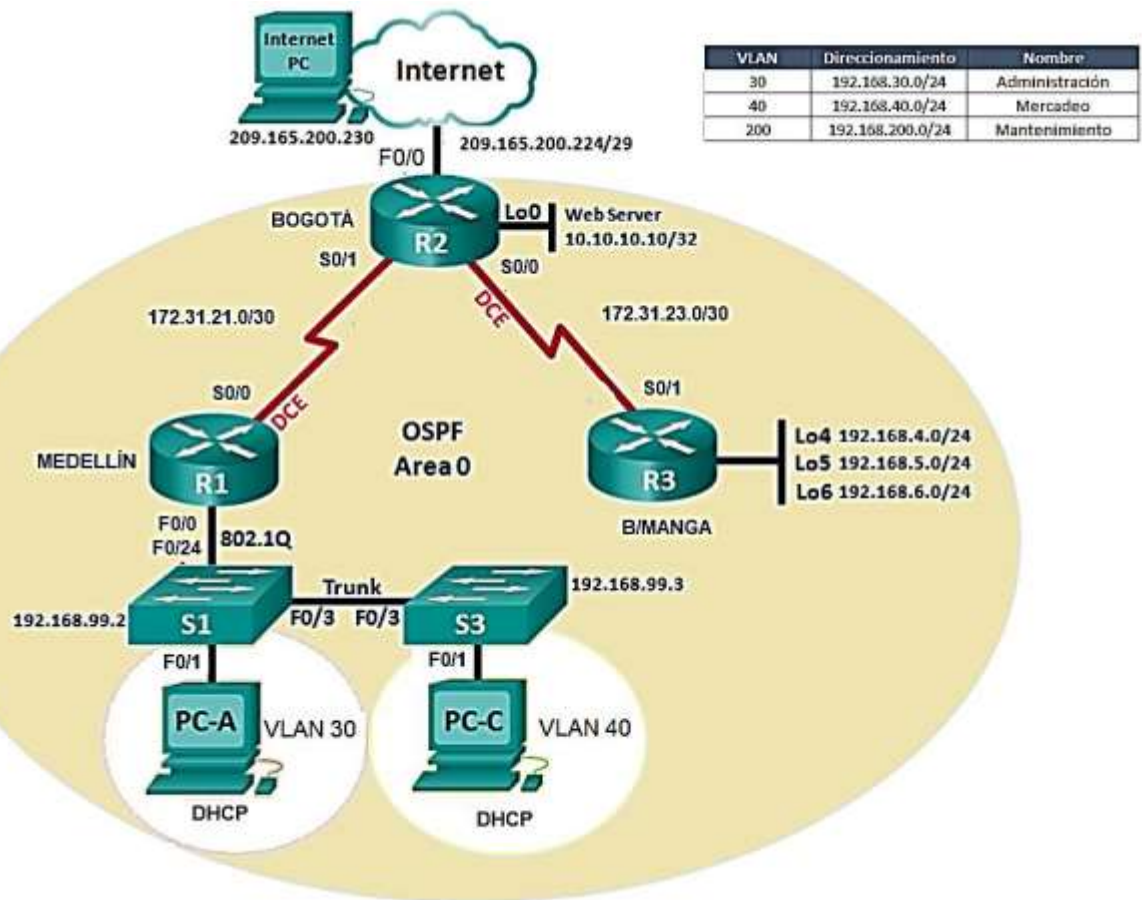 Internet
PC
Internet
209.165.200.230
209.165.200.224/29
F0/0
VLAN Direccionamiento Nombre
30 192.168.30.0/24 Administración
40 192.168.40.0/24 Mercadeo
200 192.168.200.0/24 Mantenimiento
BOGOTÁ
R2
Lo0
Web Server
10.10.10.10/32
S0/1
S0/0
DCE
172.31.21.0/30
172.31.23.0/30
S0/0
DCE
S0/1
OSPF
Area 0
MEDELLÍN
R1
R3
Lo4 192.168.4.0/24
Lo5 192.168.5.0/24
Lo6 192.168.6.0/24
B/MANGA
F0/0
F0/24
802.1Q
Trunk
192.168.99.3
192.168.99.2
S1
F0/3 F0/3
S3
F0/1
F0/1
PC-A
VLAN 30
PC-C
VLAN 40
DHCP
DHCP